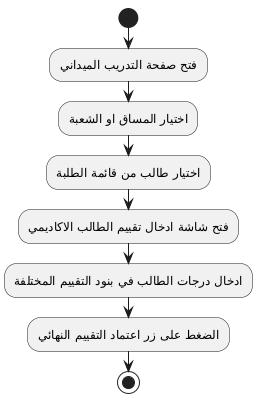 فتح صفحة التدريب الميداني
اختيار المساق او الشعبة
اختيار طالب من قائمة الطلبة
فتح شاشة ادخال تقييم الطالب الاكاديمي
ادخال درجات الطالب في بنود التقييم المختلفة
الضغط على زر اعتماد التقييم النهائي